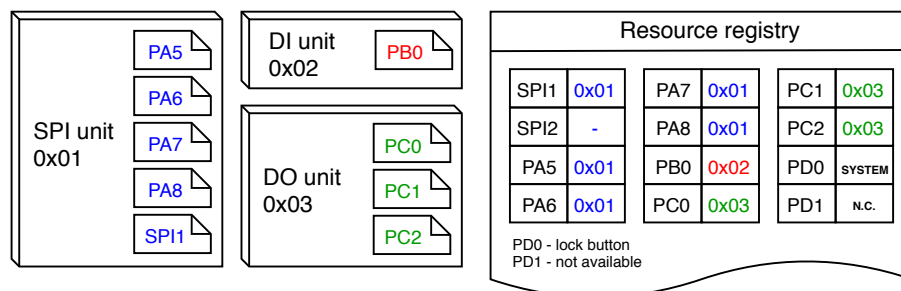 SPI unit
0x01
PA5
PA6
PA7
PA8
SPI1
DI unit
0x02
PB0
DO unit
0x03
PC0
PC1
PC2
Resource registry
SPI1 0x01 PA7 0x01 PC1 0x03
SPI2 - PA8 0x01 PC2 0x03
PA5 0x01 PB0 0x02 PD0 SYSTEM
PA6 0x01 PC0 0x03 PD1 N.C.
PD0 - lock button
PD1 - not available